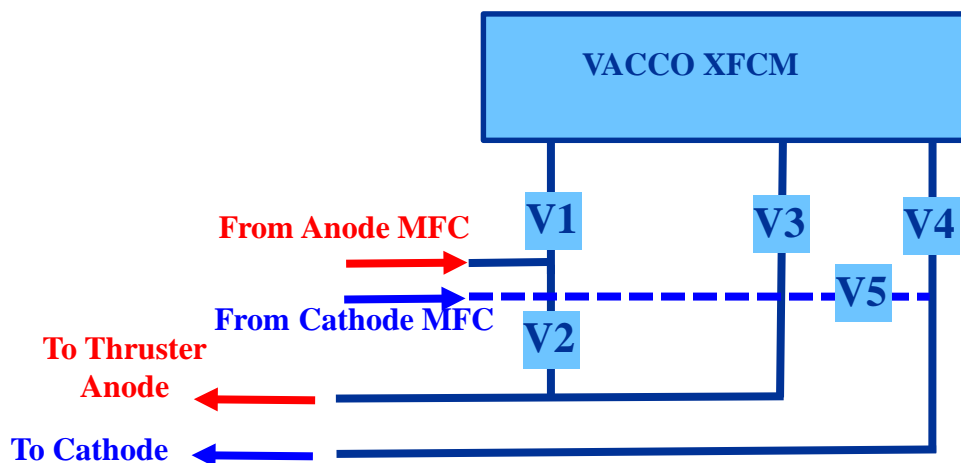 VACCO XFCM
V1
V3
V4
From Anode MFC
V5
From Cathode MFC
V2
To Thruster
Anode
To Cathode